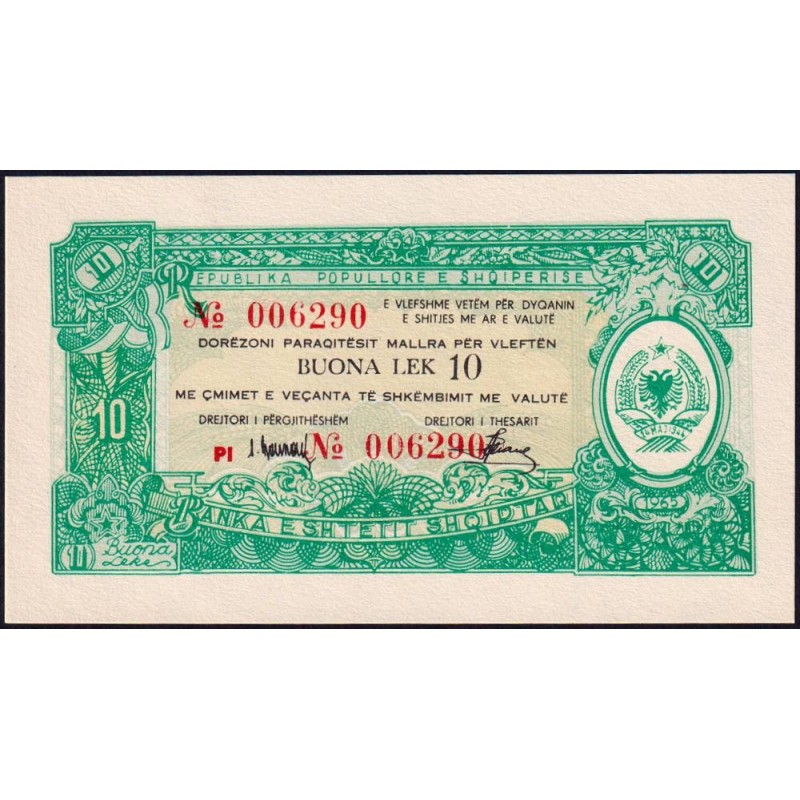 10
10
REPUBLIKA POPULLORE E SHQIPERISE
№ 006290
E VLEFSHME VETËM PËR DYQANIN
E SHITJES ME AR E VALUTË
DORËZONI PARAQITËSIT MALLRA PËR VLEFTËN
BUONA LEK 10
ME ÇMIMET E VEÇANTA TË SHKËMBIMIT ME VALUTË
10
DREJTORI I PËRGJITHËSHËM
DREJTORI I THESARIT
PI
№ 006290
BANKA E SHTETIT SHQIPTAR
1965
10
Buona
Leke